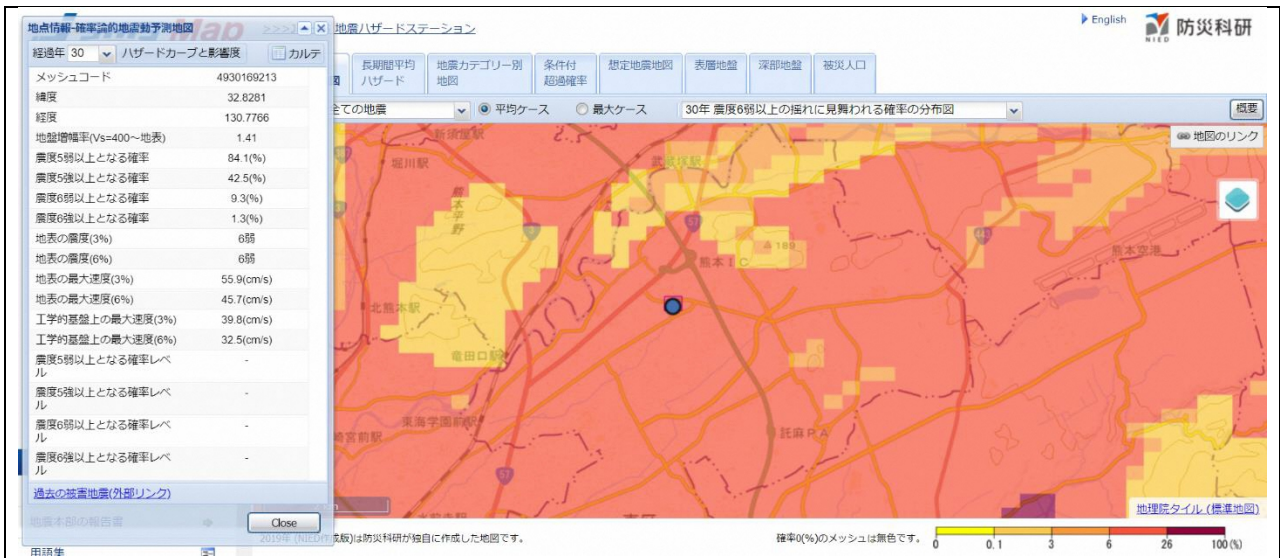 地点情報-確率論的地震動予測地図
地震ハザードステーション
English
防災科研
NIED
経過年 30 ハザードカーブと影響度 カルテ
長期間平均
ハザード
地震カテゴリー別
地図
条件付
超過確率
想定地震地図
表層地盤
深部地盤
被災人口
全ての地震
平均ケース
最大ケース
30年 震度6弱以上の揺れに見舞われる確率の分布図
概要
地図のリンク
メッシュコード 4930169213
緯度 32.8281
経度 130.7766
地盤増幅率(Vs=400～地表) 1.41
震度5弱以上となる確率 84.1(%)
震度5強以上となる確率 42.5(%)
震度6弱以上となる確率 9.3(%)
震度6強以上となる確率 1.3(%)
地表の震度(3%) 6弱
地表の震度(6%) 6弱
地表の最大速度(3%) 55.9(cm/s)
地表の最大速度(6%) 45.7(cm/s)
工学的基盤上の最大速度(3%) 39.8(cm/s)
工学的基盤上の最大速度(6%) 32.5(cm/s)
震度5弱以上となる確率レベ
ル -
震度5強以上となる確率レベ
ル -
震度6弱以上となる確率レベ
ル -
震度6強以上となる確率レベ
ル -
過去の被害地震(外部リンク)
地震本部の報告書
Close
用語集
新須屋駅
堀川駅
武蔵塚駅
熊本平野
57
189
熊本IC
443
熊本空港
北熊本駅
竜田口駅
東海学園前駅
託麻PA
57
東区
地理院タイル (標準地図)
2019年 (NIED作成版)は防災科研が独自に作成した地図です。
確率0(%)のメッシュは無色です。
0 0.1 3 6 26 100 (%)